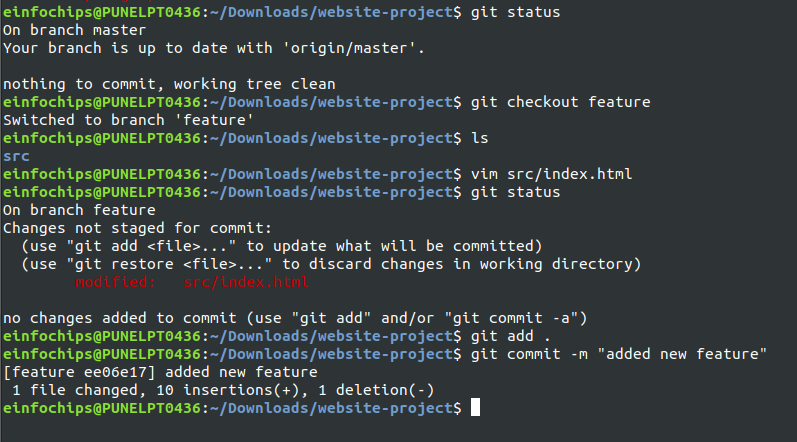 einfochips@PUNELPT0436:~/Downloads/website-project$ git status
On branch master
Your branch is up to date with 'origin/master'.

nothing to commit, working tree clean
einfochips@PUNELPT0436:~/Downloads/website-project$ git checkout feature
Switched to branch 'feature'
einfochips@PUNELPT0436:~/Downloads/website-project$ ls
src
einfochips@PUNELPT0436:~/Downloads/website-project$ vim src/index.html
einfochips@PUNELPT0436:~/Downloads/website-project$ git status
On branch feature
Changes not staged for commit:
  (use "git add <file>..." to update what will be committed)
  (use "git restore <file>..." to discard changes in working directory)
        modified:   src/index.html

no changes added to commit (use "git add" and/or "git commit -a")
einfochips@PUNELPT0436:~/Downloads/website-project$ git add .
einfochips@PUNELPT0436:~/Downloads/website-project$ git commit -m "added new feature"
[feature ee06e17] added new feature
 1 file changed, 10 insertions(+), 1 deletion(-)
einfochips@PUNELPT0436:~/Downloads/website-project$